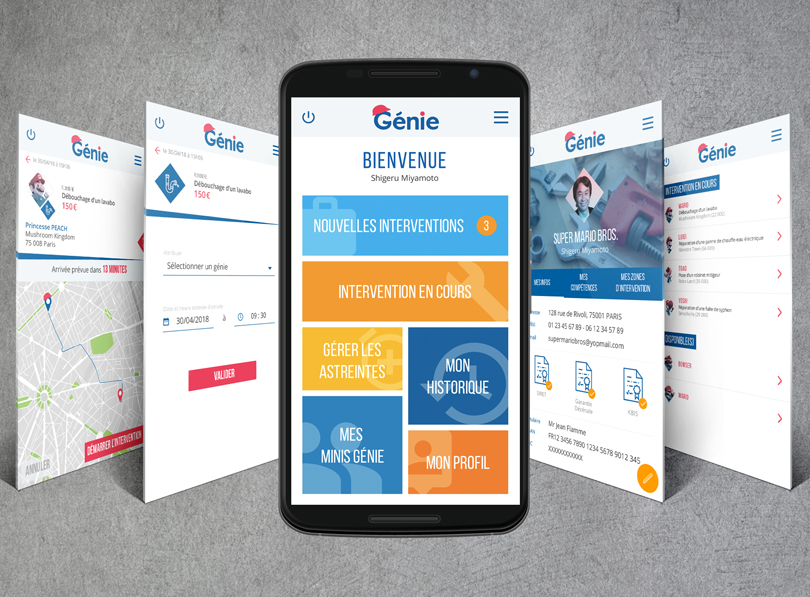 Génie
le 30/04/18 à 11h06
Débouchage d'un lavabo
150€
Princesse PEACH
Mushroom Kingdom
75 008 Paris
Arrivée prévue dans 13 MINUTES
DÉMARRER L'INTERVENTION
ANNULER
Génie
le 30/04/18 à 11h06
Débouchage d'un lavabo
150€
Sélectionner un génie
30/04/2018
à
09 : 30
VALIDER
Génie
BIENVENUE
Shigeru Miyamoto
NOUVELLES INTERVENTIONS 3
INTERVENTION EN COURS
GÉRER LES
ASTREINTES
MON
HISTORIQUE
MES
MINIS GÉNIE
MON PROFIL
Génie
SUPER MARIO BROS.
Shigeru Miyamoto
MES INFOS
MES
COMPÉTENCES
MES ZONES
D'INTERVENTION
128 rue de Rivoli, 75001 PARIS
01 23 45 67 89 - 06 12 34 57 89
supermariobros@yopmail.com
Garantie
Décennale
KBIS
Mr Jean Flamme
FR12 3456 7890 1234 5678 9012 345
XXXXXXXXXXX
Génie
INTERVENTION EN COURS
MARIO
Débouchage d'un lavabo
LUIGI
Réparation d'une panne de chauffe-eau électrique
TOAD
Pose d'un robinet mitigeur
YOSHI
Réparation d'une fuite de syphon
DISPONIBLE(S)
BOWSER
WARIO